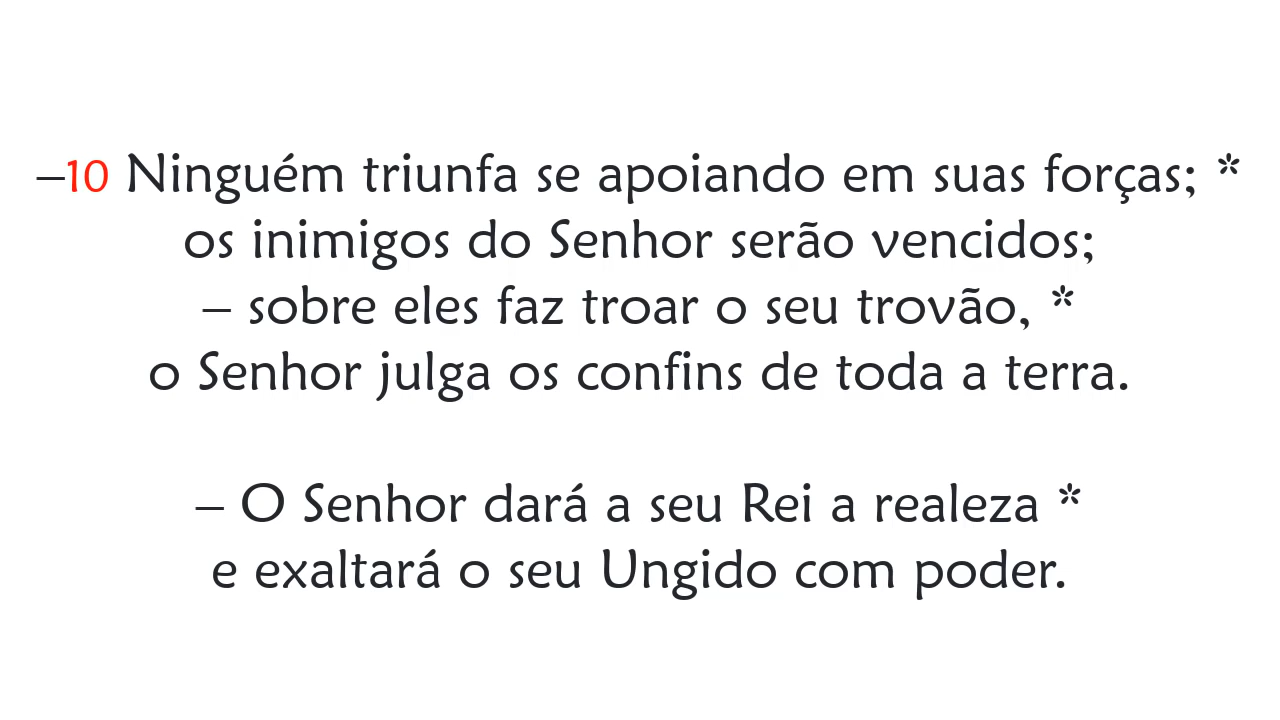 –10 Ninguém triunfa se apoiando em suas forças; *
os inimigos do Senhor serão vencidos;
– sobre eles faz troar o seu trovão, *
o Senhor julga os confins de toda a terra.
– O Senhor dará a seu Rei a realeza *
e exaltará o seu Ungido com poder.